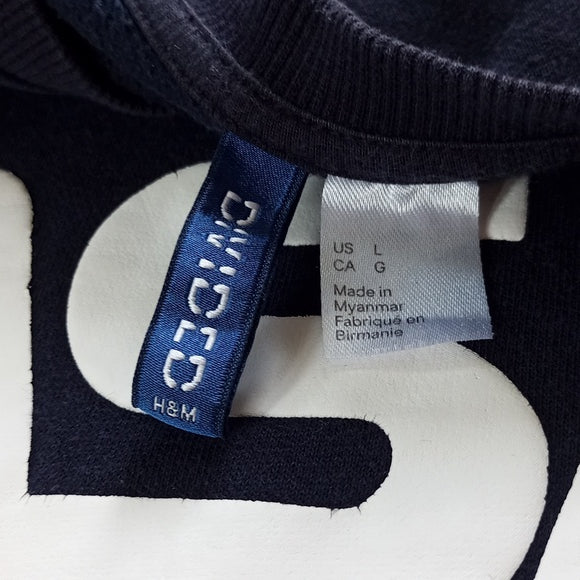 DIVIDED
H&M
US L
CA G
Made in
Myanmar
Fabriqué en
Birmanie